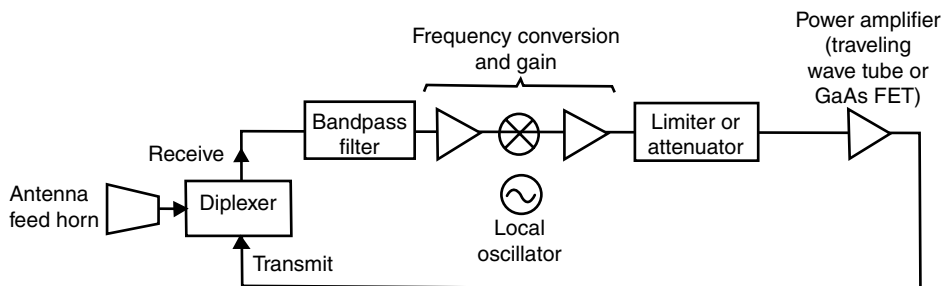 Power amplifier
(traveling
wave tube or
GaAs FET)
Frequency conversion
and gain
Bandpass
filter
Limiter or
attenuator
Receive
Antenna
feed horn
Diplexer
Local
oscillator
Transmit